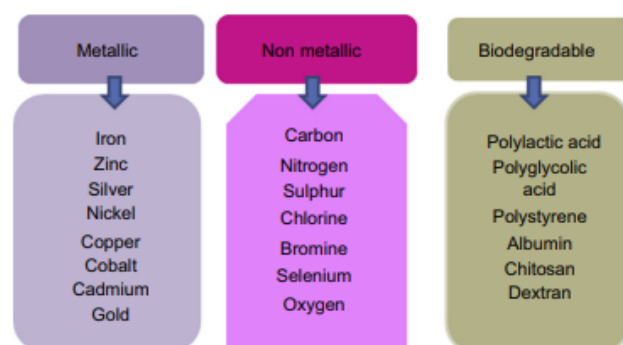 Metallic
Iron
Zinc
Silver
Nickel
Copper
Cobalt
Cadmium
Gold
Non metallic
Carbon
Nitrogen
Sulphur
Chlorine
Bromine
Selenium
Oxygen
Biodegradable
Polylactic acid
Polyglycolic
acid
Polystyrene
Albumin
Chitosan
Dextran